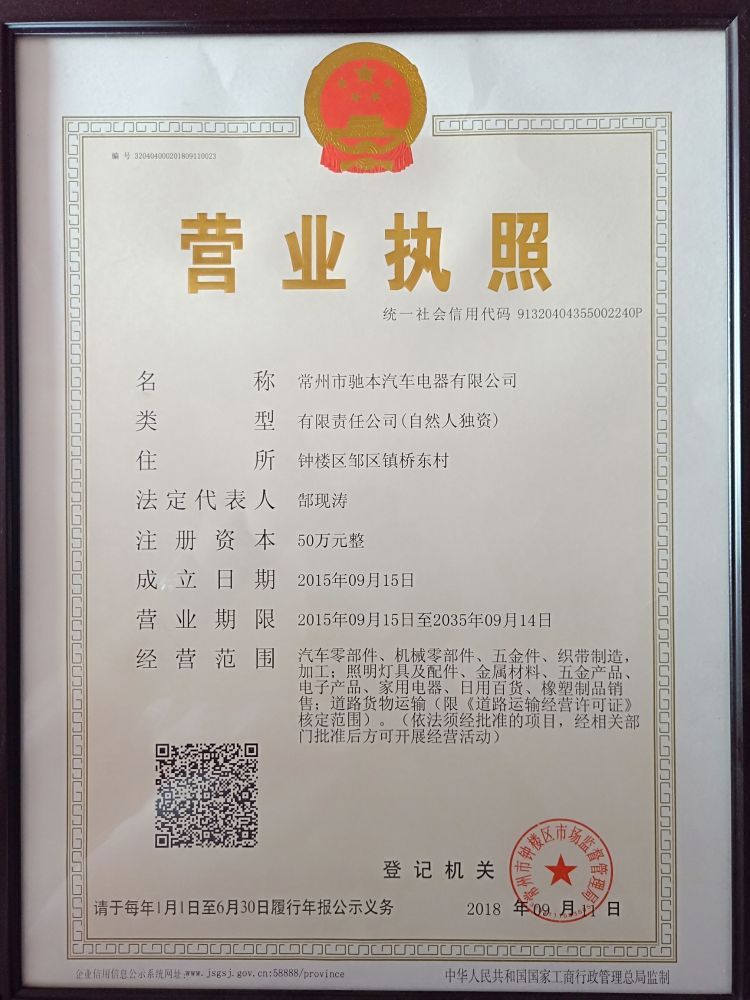 编 号 320404000201809110023
营业执照
统一社会信用代码 91320404355002240P
名称 常州市驰本汽车电器有限公司
类型 有限责任公司(自然人独资)
住所 钟楼区邹区镇桥东村
法定代表人 郜现涛
注册资本 50万元整
成立日期 2015年09月15日
营业期限 2015年09月15日至2035年09月14日
经营范围 汽车零部件、机械零部件、五金件、织带制造，
加工；照明灯具及配件、金属材料、五金产品、
电子产品、家用电器、日用百货、橡塑制品销
售；道路货物运输（限《道路运输经营许可证》
核定范围）。（依法须经批准的项目，经相关部
门批准后方可开展经营活动）
登记机关
常州市钟楼区市场监督管理局
请于每年1月1日至6月30日履行年报公示义务
2018 年 09 月 11 日
企业信用信息公示系统网址：www.jsgsj.gov.cn:58888/province
中华人民共和国国家工商行政管理总局监制